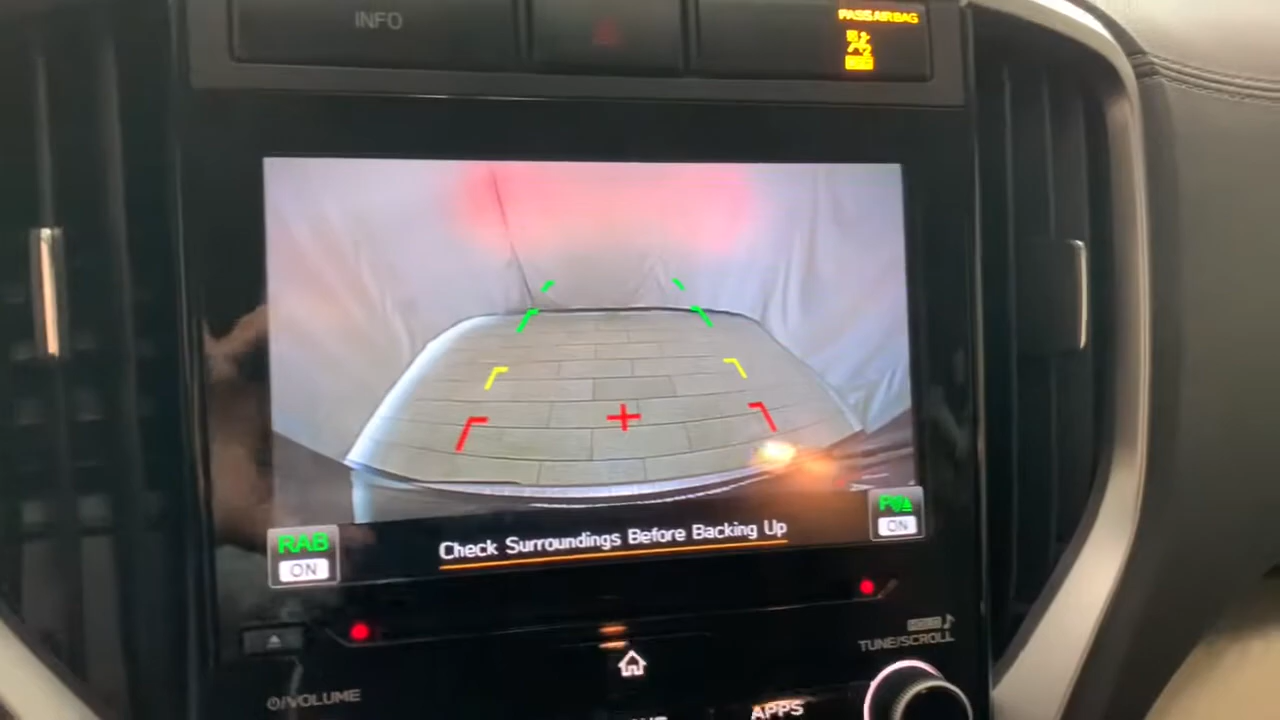 INFO
PASS AIRBAG
RAB
ON
Check Surroundings Before Backing Up
ON
TUNE/SCROLL
/VOLUME
APPS